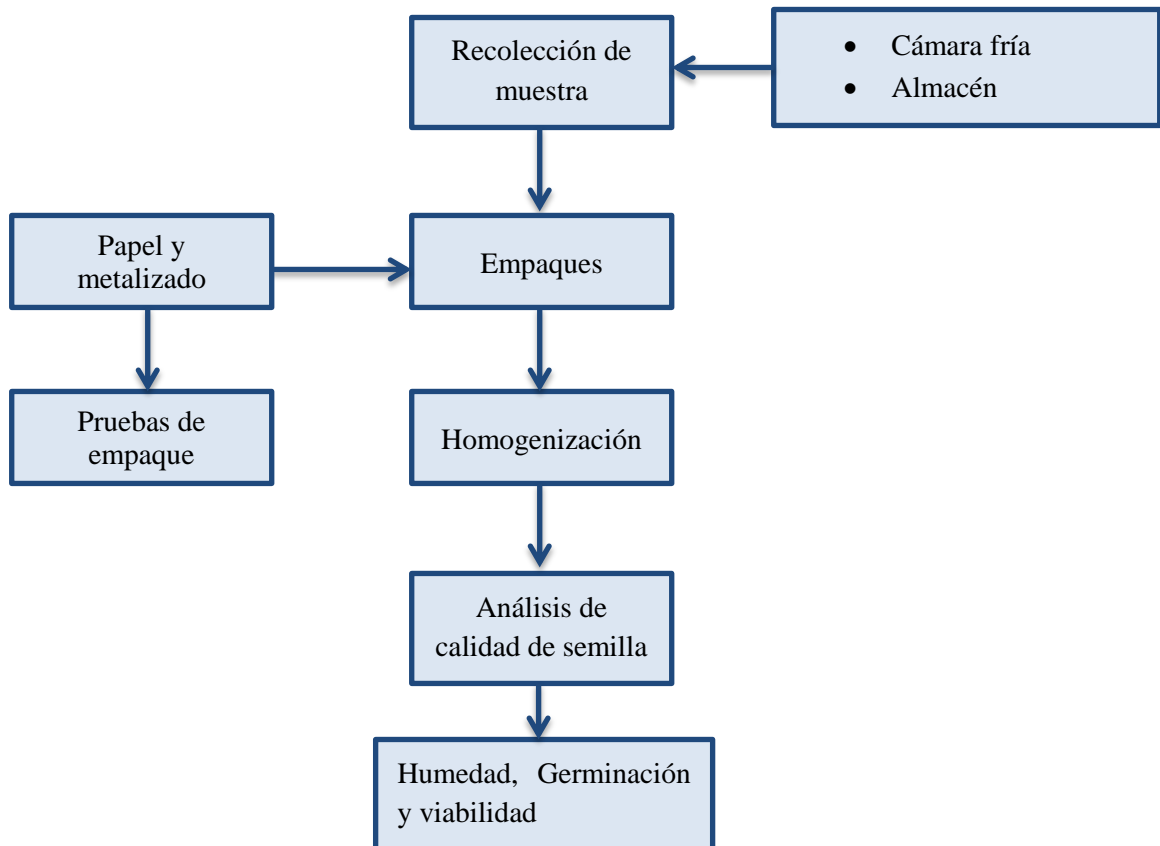 Recolección de
muestra
• Cámara fría
• Almacén
Papel y
metalizado
Empaques
Pruebas de
empaque
Homogenización
Análisis de
calidad de semilla
Humedad, Germinación
y viabilidad